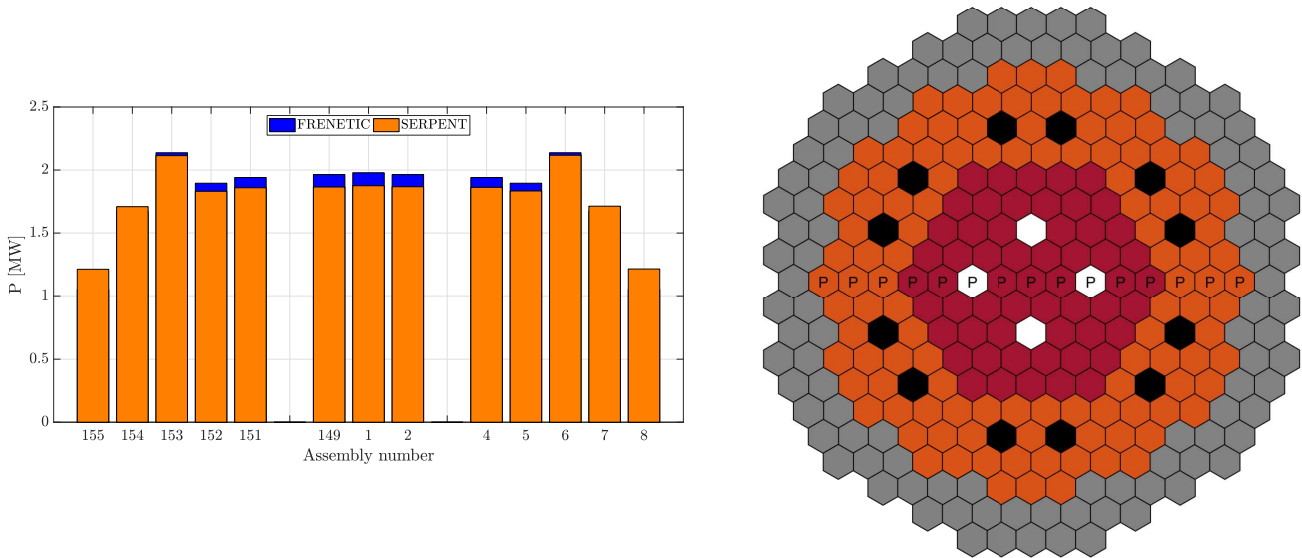 2.5
FRENETIC SERPENT
2
1.5
1
0.5
0
P [MW]
155 154 153 152 151 149 1 2 4 5 6 7 8
Assembly number
P P P P P P P P P P P P P P P